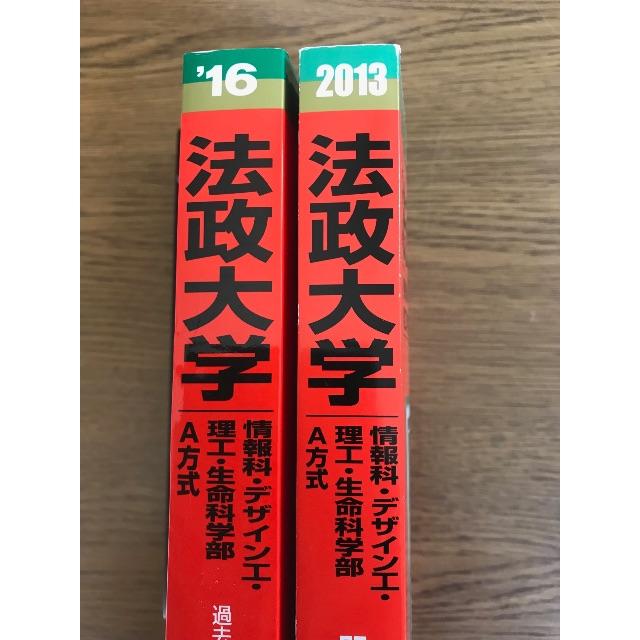 '16
法政大学
情報科・デザイン工・
理工・生命科学部
A方式
過去
2013
法政大学
情報科・デザイン工・
理工・生命科学部
A方式